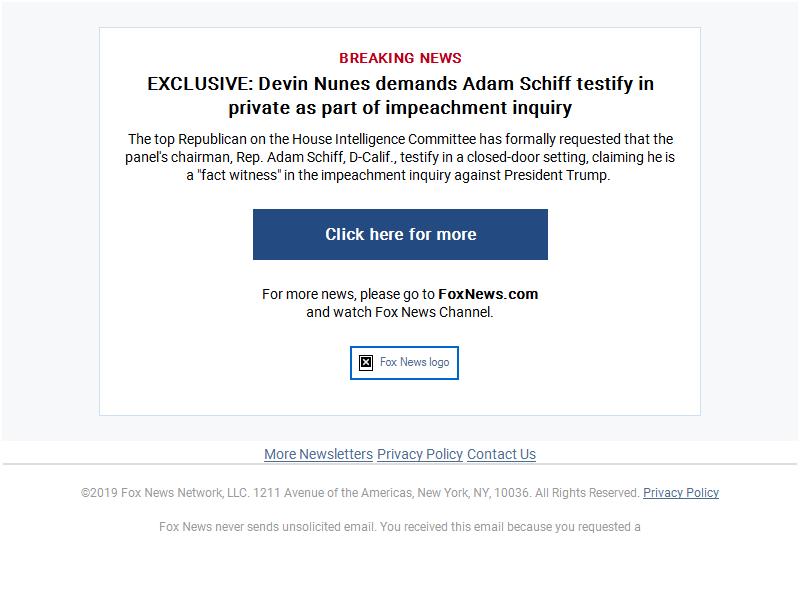 BREAKING NEWS
EXCLUSIVE: Devin Nunes demands Adam Schiff testify in
private as part of impeachment inquiry
The top Republican on the House Intelligence Committee has formally requested that the
panel's chairman, Rep. Adam Schiff, D-Calif., testify in a closed-door setting, claiming he is
a "fact witness" in the impeachment inquiry against President Trump.
Click here for more
For more news, please go to FoxNews.com
and watch Fox News Channel.
Fox News logo
More Newsletters Privacy Policy Contact Us
©2019 Fox News Network, LLC. 1211 Avenue of the Americas, New York, NY, 10036. All Rights Reserved. Privacy Policy
Fox News never sends unsolicited email. You received this email because you requested a